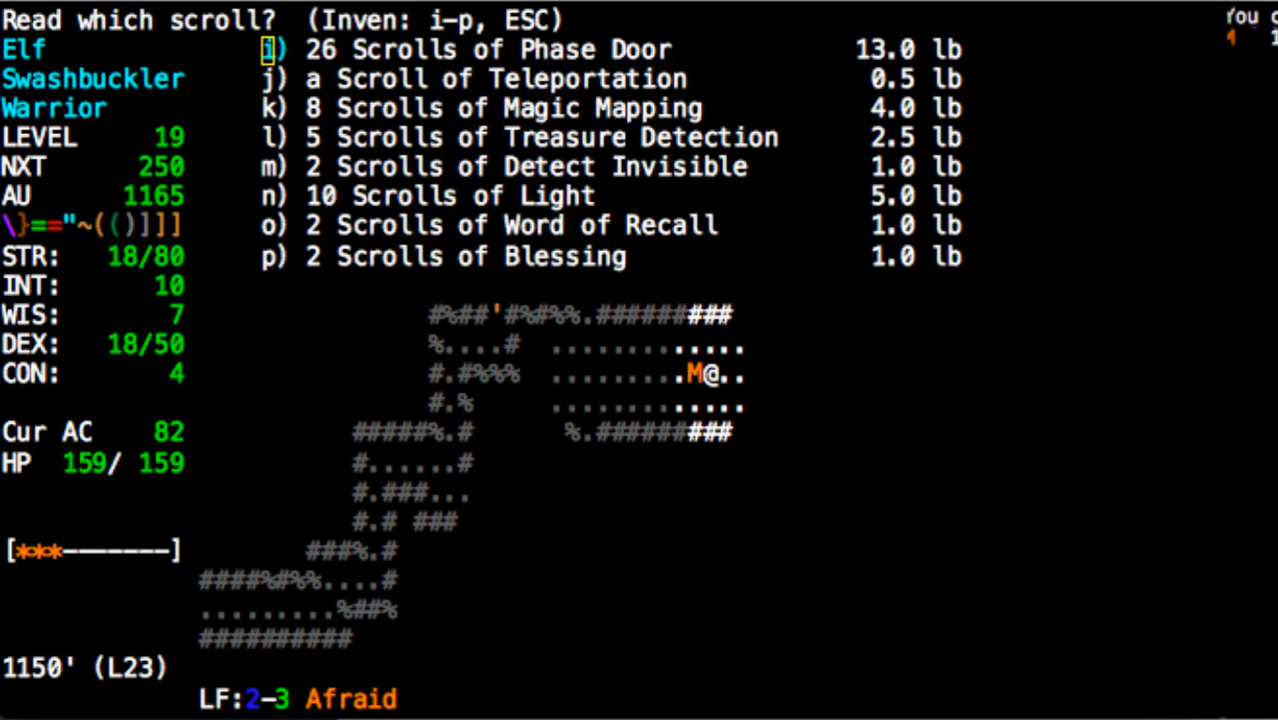 Read which scroll?  (Inven: i-p, ESC)
Elf
i) 26 Scrolls of Phase Door 13.0 lb
Swashbuckler
j) a Scroll of Teleportation 0.5 lb
Warrior
k) 8 Scrolls of Magic Mapping 4.0 lb
LEVEL 19
l) 5 Scrolls of Treasure Detection 2.5 lb
NXT 250
m) 2 Scrolls of Detect Invisible 1.0 lb
AU 1165
n) 10 Scrolls of Light 5.0 lb
\}=="~(()]]]
o) 2 Scrolls of Word of Recall 1.0 lb
STR: 18/80
p) 2 Scrolls of Blessing 1.0 lb
INT: 10
WIS: 7
#%##'#%#%%.#########
DEX: 18/50
%....# .............
CON: 4
#.#%%% .........M@..
#.% .............
Cur AC 82
#####%.# %.#########
HP 159/ 159
#......#
#.###...
#.# ###
[***-------]
###%.#
####%#%%....#
.........%##%
##########
1150' (L23)
LF:2-3 Afraid
You